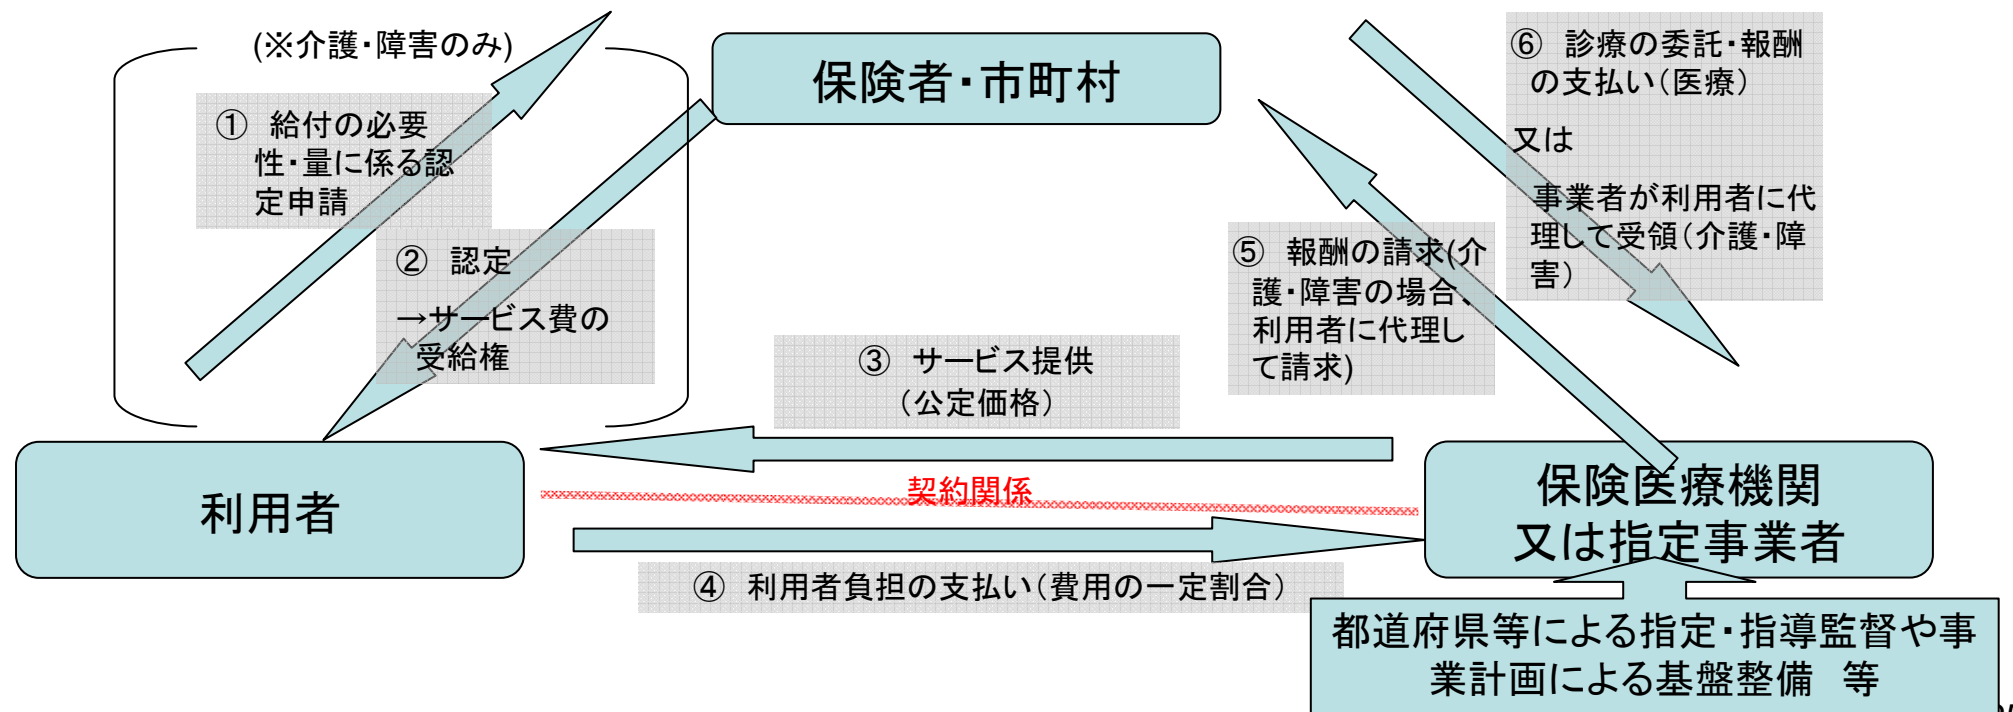 (※介護・障害のみ)
保険者・市町村
① 給付の必要
性・量に係る認
定申請
② 認定
→サービス費の
受給権
③ サービス提供
（公定価格）
契約関係
④ 利用者負担の支払い（費用の一定割合）
⑤ 報酬の請求(介
護・障害の場合、
利用者に代理し
て請求)
⑥ 診療の委託・報酬
の支払い（医療）
又は
事業者が利用者に代
理して受領（介護・障
害）
利用者
保険医療機関
又は指定事業者
都道府県等による指定・指導監督や事
業計画による基盤整備 等